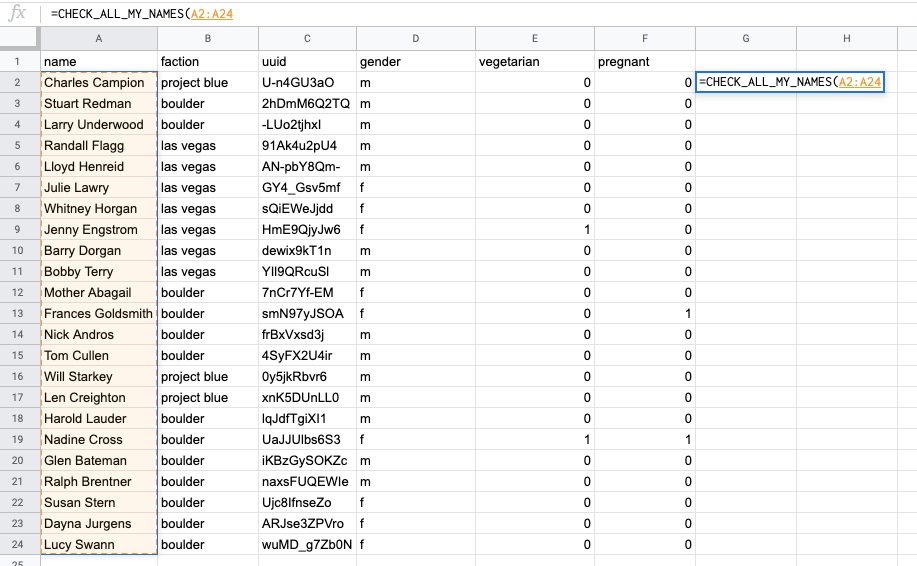 fx =CHECK_ALL_MY_NAMES(A2:A24
A B C D E F G H
1 name faction uuid gender vegetarian pregnant
2 Charles Campion project blue U-n4GU3aO m 0 0 =CHECK_ALL_MY_NAMES(A2:A24
3 Stuart Redman boulder 2hDmM6Q2TQ m 0 0
4 Larry Underwood boulder -LUo2tjhxI m 0 0
5 Randall Flagg las vegas 91Ak4u2pU4 m 0 0
6 Lloyd Henreid las vegas AN-pbY8Qm- m 0 0
7 Julie Lawry las vegas GY4_Gsv5mf f 0 0
8 Whitney Horgan las vegas sQiEWeJjdd f 0 0
9 Jenny Engstrom las vegas HmE9QjyJw6 f 1 0
10 Barry Dorgan las vegas dewix9kT1n m 0 0
11 Bobby Terry las vegas YIl9QRcuSl m 0 0
12 Mother Abagail boulder 7nCr7Yf-EM f 0 0
13 Frances Goldsmith boulder smN97yJSOA f 0 1
14 Nick Andros boulder frBxVxsd3j m 0 0
15 Tom Cullen boulder 4SyFX2U4ir m 0 0
16 Will Starkey project blue 0y5jkRbvr6 m 0 0
17 Len Creighton project blue xnK5DUnLL0 m 0 0
18 Harold Lauder boulder lqJdfTgiXI1 m 0 0
19 Nadine Cross boulder UaJJUlbs6S3 f 1 1
20 Glen Bateman boulder iKBzGySOKZc m 0 0
21 Ralph Brentner boulder naxsFUQEWIe m 0 0
22 Susan Stern boulder Ujc8lfnseZo f 0 0
23 Dayna Jurgens boulder ARJse3ZPVro f 0 0
24 Lucy Swann boulder wuMD_g7Zb0N f 0 0
25